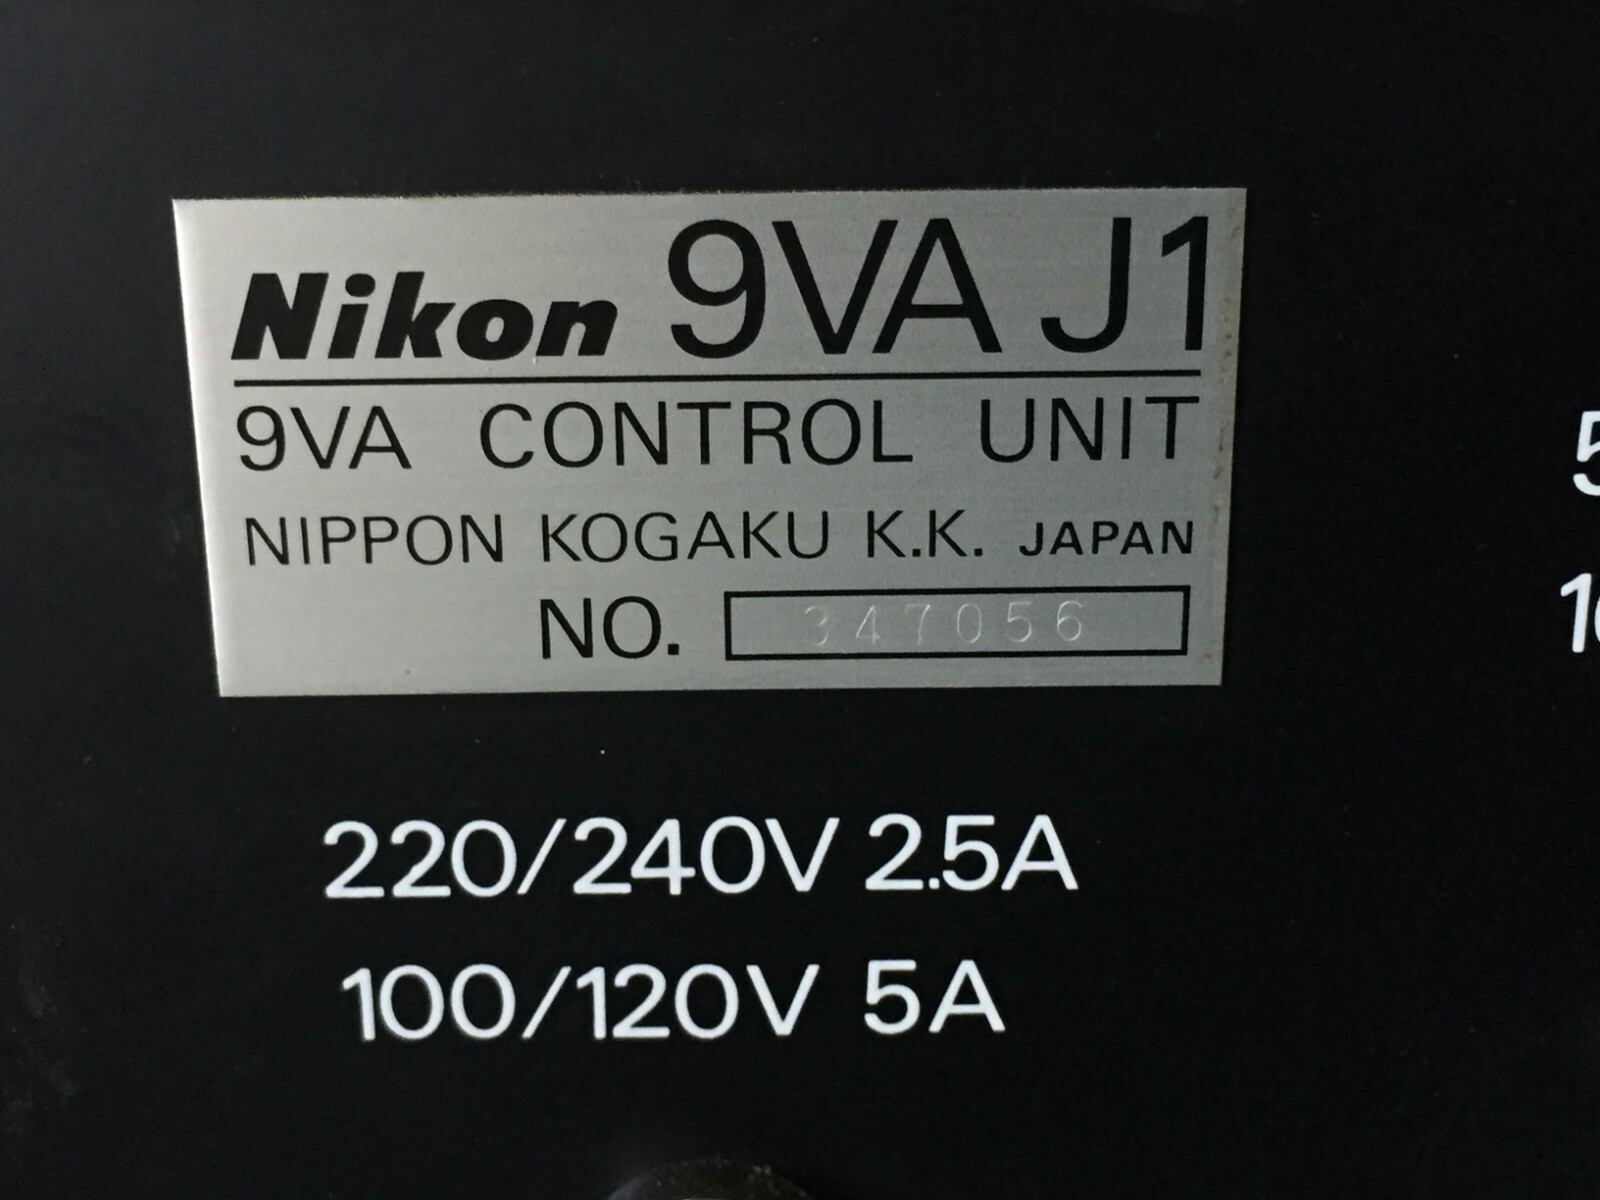 Nikon 9VA J1
9VA CONTROL UNIT
NIPPON KOGAKU K.K. JAPAN
NO. 347056
220/240V 2.5A
100/120V 5A